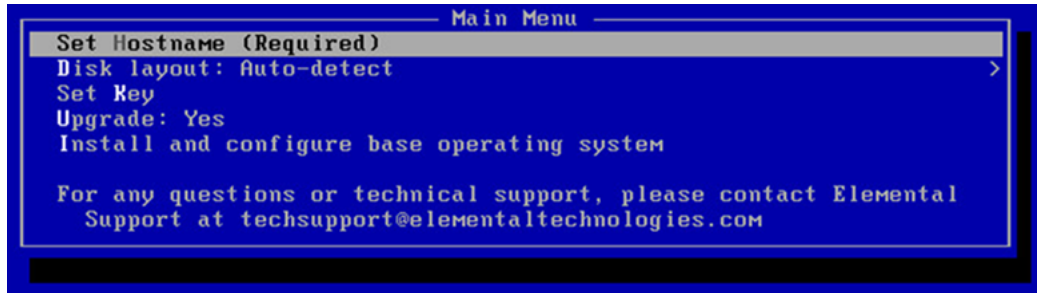 Main Menu
Set Hostname (Required)
Disk layout: Auto-detect >
Set Key
Upgrade: Yes
Install and configure base operating system
For any questions or technical support, please contact Elemental
Support at techsupport@elementaltechnologies.com